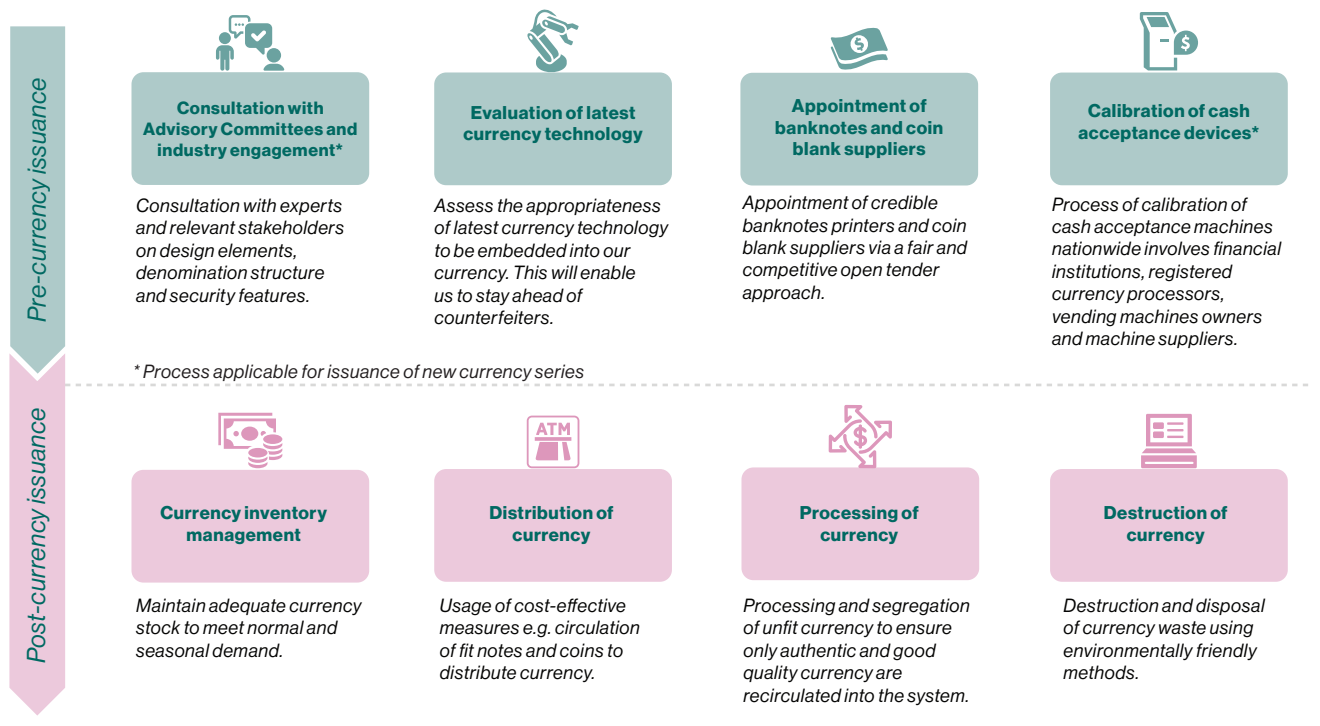 Pre-currency issuance
Consultation with
Advisory Committees and
industry engagement*
Consultation with experts
and relevant stakeholders
on design elements,
denomination structure
and security features.
Evaluation of latest
currency technology
Assess the appropriateness
of latest currency technology
to be embedded into our
currency. This will enable
us to stay ahead of
counterfeiters.
$
Appointment of
banknotes and coin
blank suppliers
Appointment of credible
banknotes printers and coin
blank suppliers via a fair and
competitive open tender
approach.
$
Calibration of cash
acceptance devices*
Process of calibration of
cash acceptance machines
nationwide involves financial
institutions, registered
currency processors,
vending machines owners
and machine suppliers.
* Process applicable for issuance of new currency series
Post-currency issuance
Currency inventory
management
Maintain adequate currency
stock to meet normal and
seasonal demand.
ATM
Distribution of
currency
Usage of cost-effective
measures e.g. circulation
of fit notes and coins to
distribute currency.
$
Processing of
currency
Processing and segregation
of unfit currency to ensure
only authentic and good
quality currency are
recirculated into the system.
Destruction of
currency
Destruction and disposal
of currency waste using
environmentally friendly
methods.